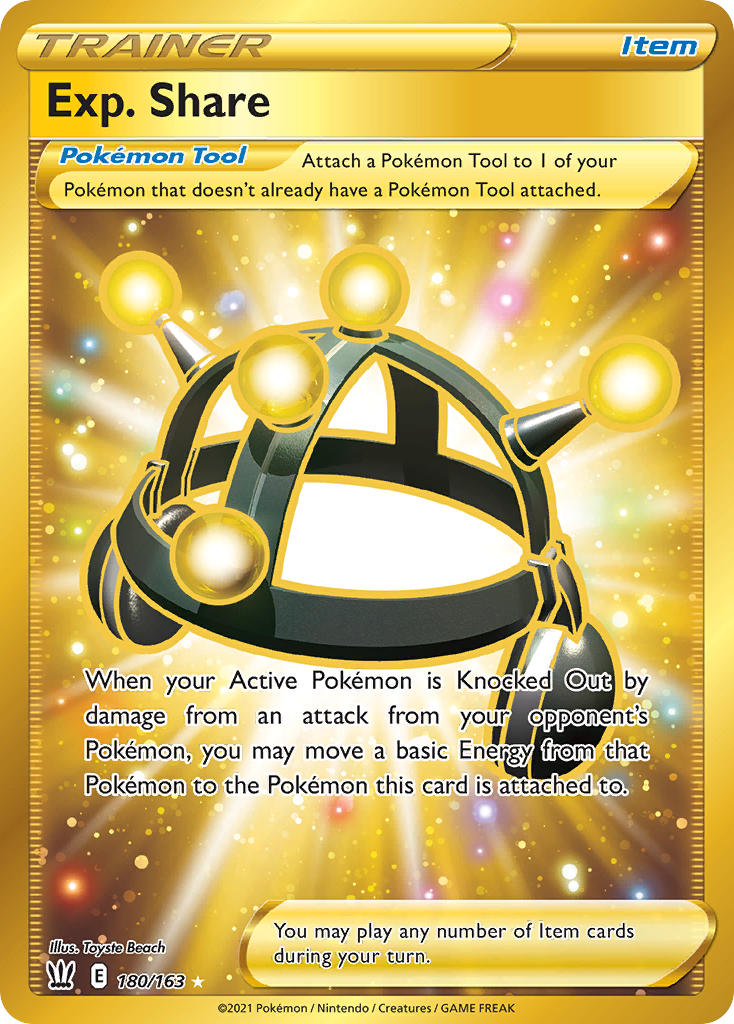 TRAINER
Item
Exp. Share
Pokémon Tool
Attach a Pokémon Tool to 1 of your
Pokémon that doesn't already have a Pokémon Tool attached.
When your Active Pokémon is Knocked Out by
damage from an attack from your opponent's
Pokémon, you may move a basic Energy from that
Pokémon to the Pokémon this card is attached to.
You may play any number of Item cards
during your turn.
Illus. Toyste Beach
E 180/163
©2021 Pokémon / Nintendo / Creatures / GAME FREAK